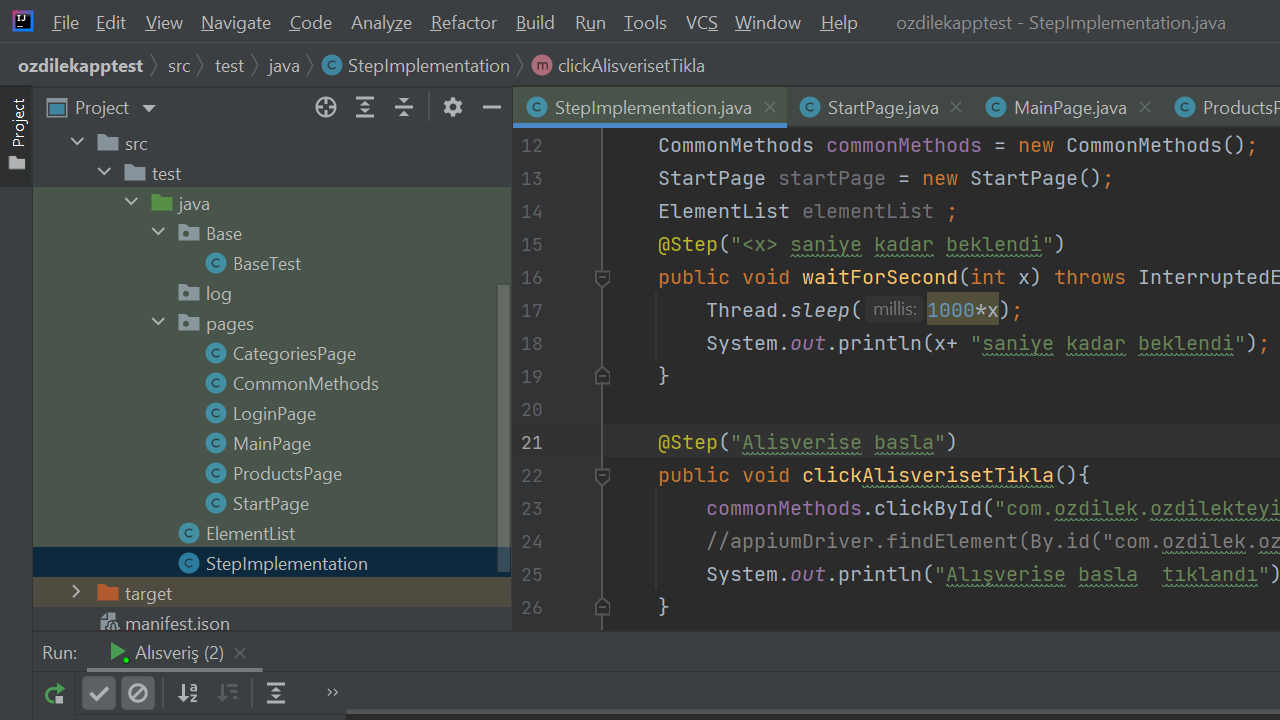 File Edit View Navigate Code Analyze Refactor Build Run Tools VCS Window Help ozdilekapptest - StepImplementation.java
ozdilekapptest src test java StepImplementation m clickAlisverisetTikla
Project
Project
StepImplementation.java
StartPage.java
MainPage.java
ProductsP
src
test
java
Base
BaseTest
log
pages
CategoriesPage
CommonMethods
LoginPage
MainPage
ProductsPage
StartPage
ElementList
StepImplementation
target
manifest.json
12 CommonMethods commonMethods = new CommonMethods();
13 StartPage startPage = new StartPage();
14 ElementList elementList ;
15 @Step("<x> saniye kadar beklendi")
16 public void waitForSecond(int x) throws InterruptedE
17 Thread.sleep( millis: 1000*x);
18 System.out.println(x+ "saniye kadar beklendi");
19 }
20
21 @Step("Alisverise basla")
22 public void clickAlisverisetTikla(){
23 commonMethods.clickById("com.ozdilek.ozdilekteyi
24 //appiumDriver.findElement(By.id("com.ozdilek.oz
25 System.out.println("Alışverise basla  tıklandı")
26 }
Run: Alısveriş (2)